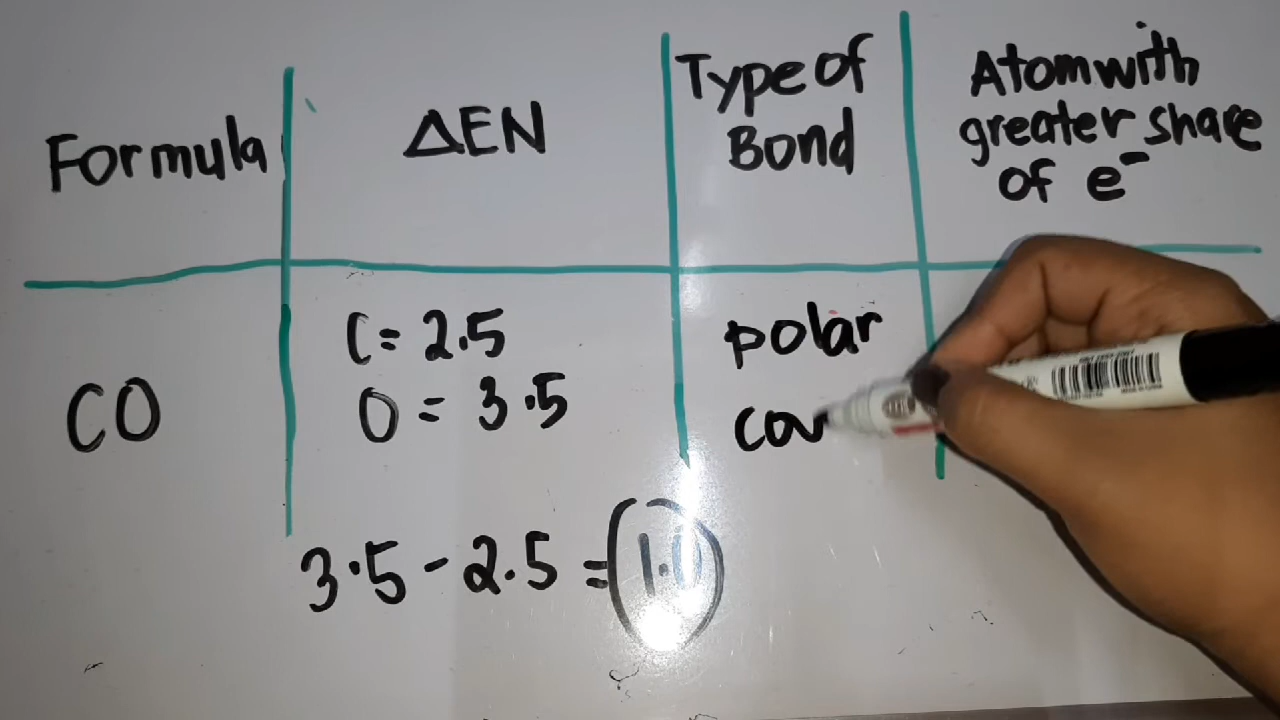 Formula
ΔEN
Type of
Bond
Atom with
greater share
of e⁻
CO
C = 2.5
O = 3.5
polar
cov
3.5 - 2.5 = 1.0